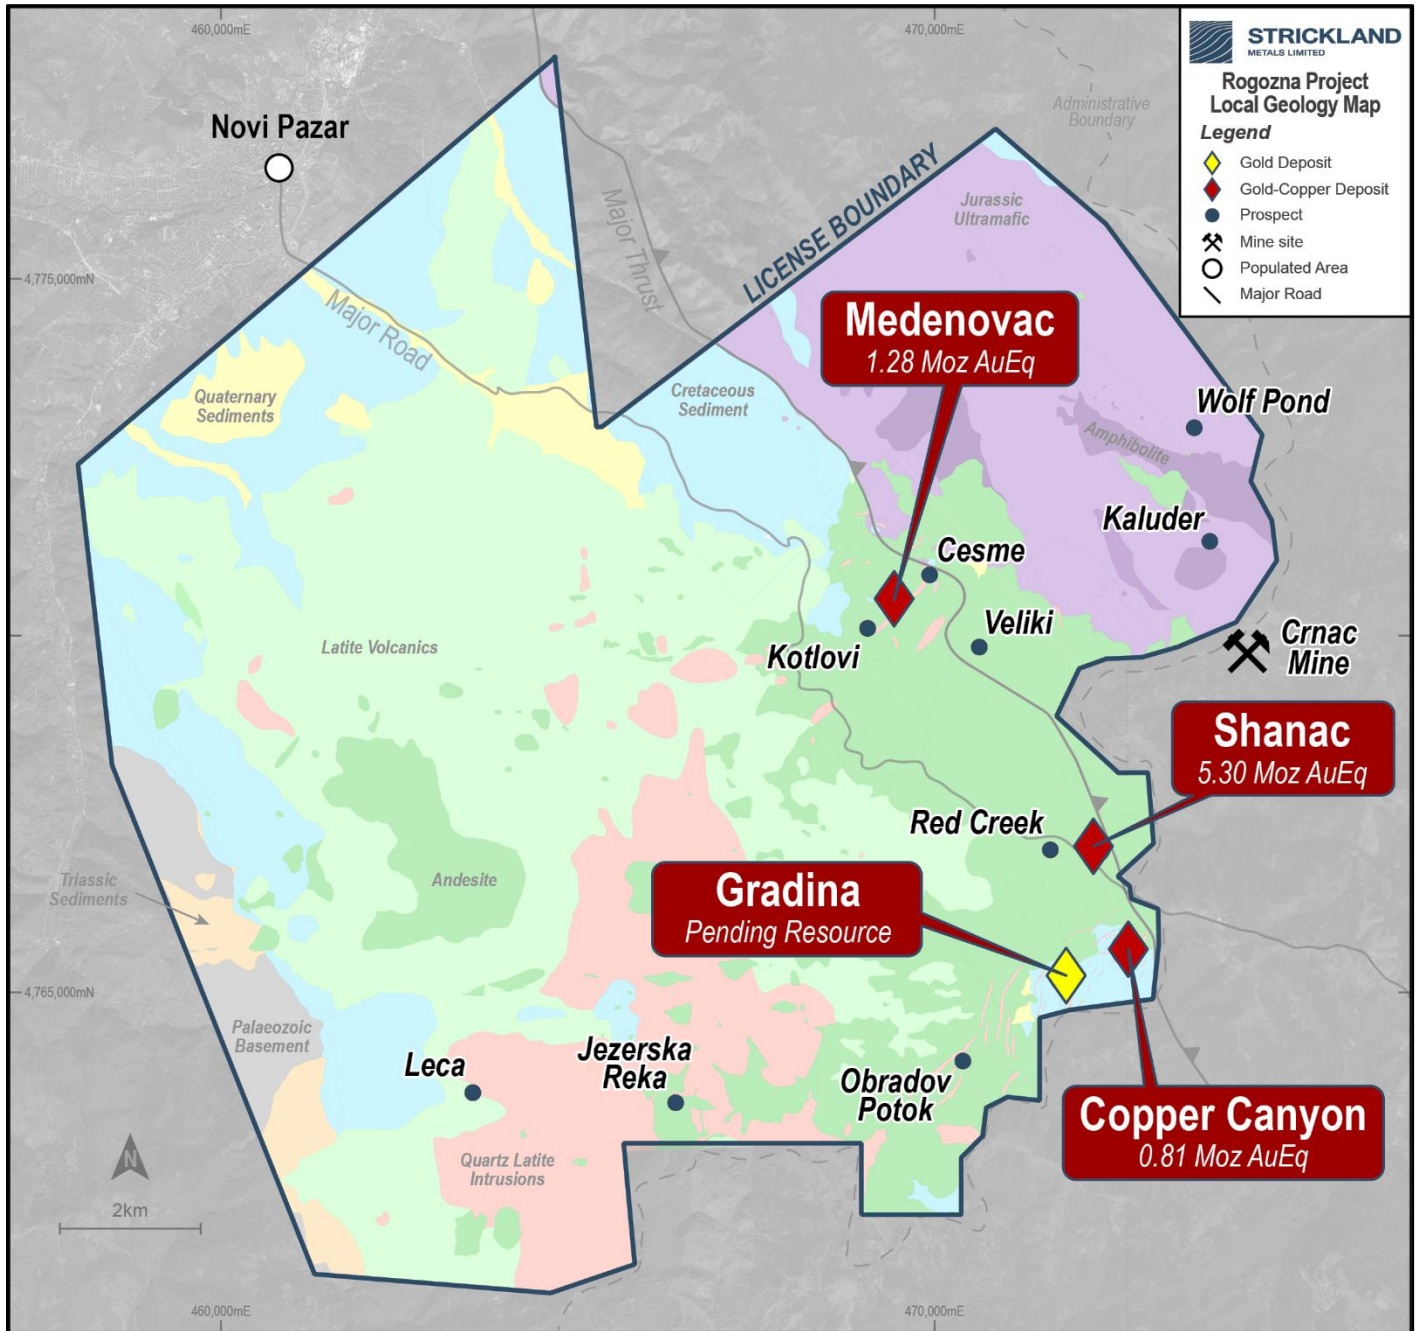 460,000mE
470,000mE
STRICKLAND
METALS LIMITED
Rogozna Project
Local Geology Map
Legend
Gold Deposit
Gold-Copper Deposit
Prospect
Mine site
Populated Area
Major Road
Administrative
Boundary
Novi Pazar
LICENSE BOUNDARY
Jurassic
Ultramafic
Major Thrust
4,775,000mN
Major Road
Medenovac
1.28 Moz AuEq
Quaternary
Sediments
Cretaceous
Sediment
Wolf Pond
Amphibolite
Kaluder
Cesme
Latite Volcanics
Kotlovi
Veliki
Crnac
Mine
Shanac
5.30 Moz AuEq
Red Creek
Triassic
Sediments
Andesite
Gradina
Pending Resource
4,765,000mN
Palaeozoic
Basement
Leca
Jezerska
Reka
Obradov
Potok
Copper Canyon
0.81 Moz AuEq
N
Quartz Latite
Intrusions
2km
460,000mE
470,000mE